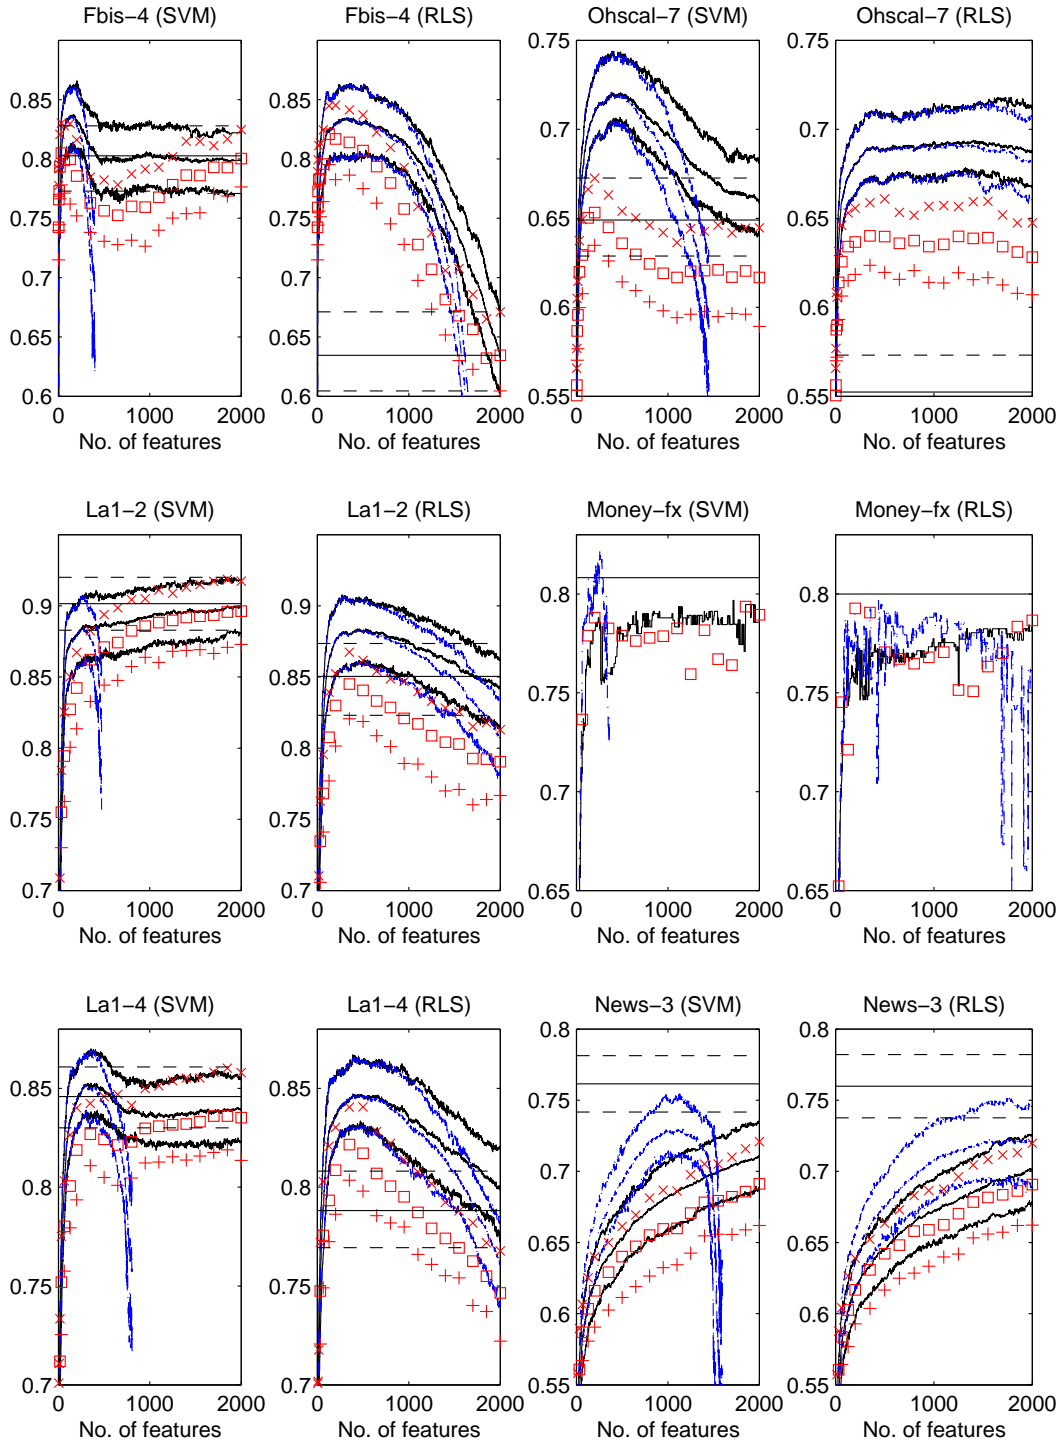 Fbis−4 (SVM)
0.85
0.8
0.75
0.7
0.65
0.6
0 1000 2000
No. of features
Fbis−4 (RLS)
0.85
0.8
0.75
0.7
0.65
0.6
0 1000 2000
No. of features
Ohscal−7 (SVM)
0.75
0.7
0.65
0.6
0.55
0 1000 2000
No. of features
Ohscal−7 (RLS)
0.75
0.7
0.65
0.6
0.55
0 1000 2000
No. of features
La1−2 (SVM)
0.9
0.85
0.8
0.75
0.7
0 1000 2000
No. of features
La1−2 (RLS)
0.9
0.85
0.8
0.75
0.7
0 1000 2000
No. of features
Money−fx (SVM)
0.8
0.75
0.7
0.65
0 1000 2000
No. of features
Money−fx (RLS)
0.8
0.75
0.7
0.65
0 1000 2000
No. of features
La1−4 (SVM)
0.85
0.8
0.75
0.7
0 1000 2000
No. of features
La1−4 (RLS)
0.85
0.8
0.75
0.7
0 1000 2000
No. of features
News−3 (SVM)
0.8
0.75
0.7
0.65
0.6
0.55
0 1000 2000
No. of features
News−3 (RLS)
0.8
0.75
0.7
0.65
0.6
0.55
0 1000 2000
No. of features